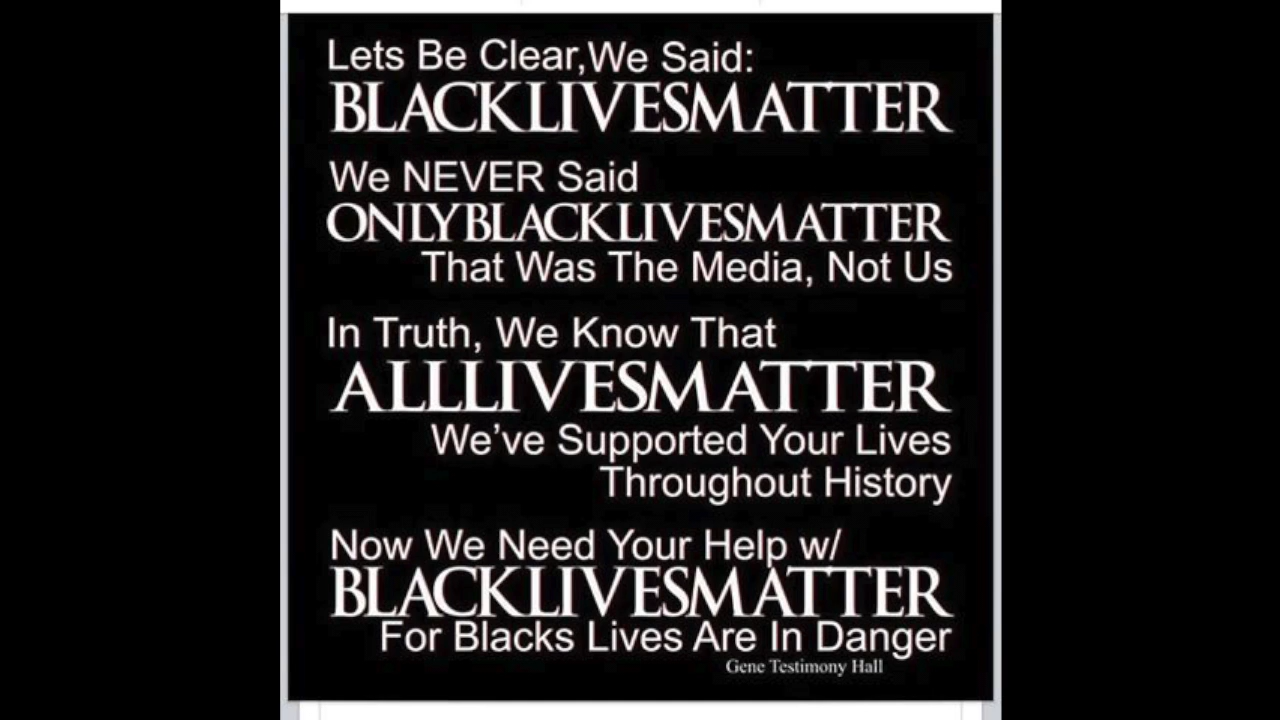 Lets Be Clear,We Said:
BLACKLIVESMATTER
We NEVER Said
ONLYBLACKLIVESMATTER
That Was The Media, Not Us
In Truth, We Know That
ALLLIVESMATTER
We’ve Supported Your Lives
Throughout History
Now We Need Your Help w/
BLACKLIVESMATTER
For Blacks Lives Are In Danger
Gene Testimony Hall